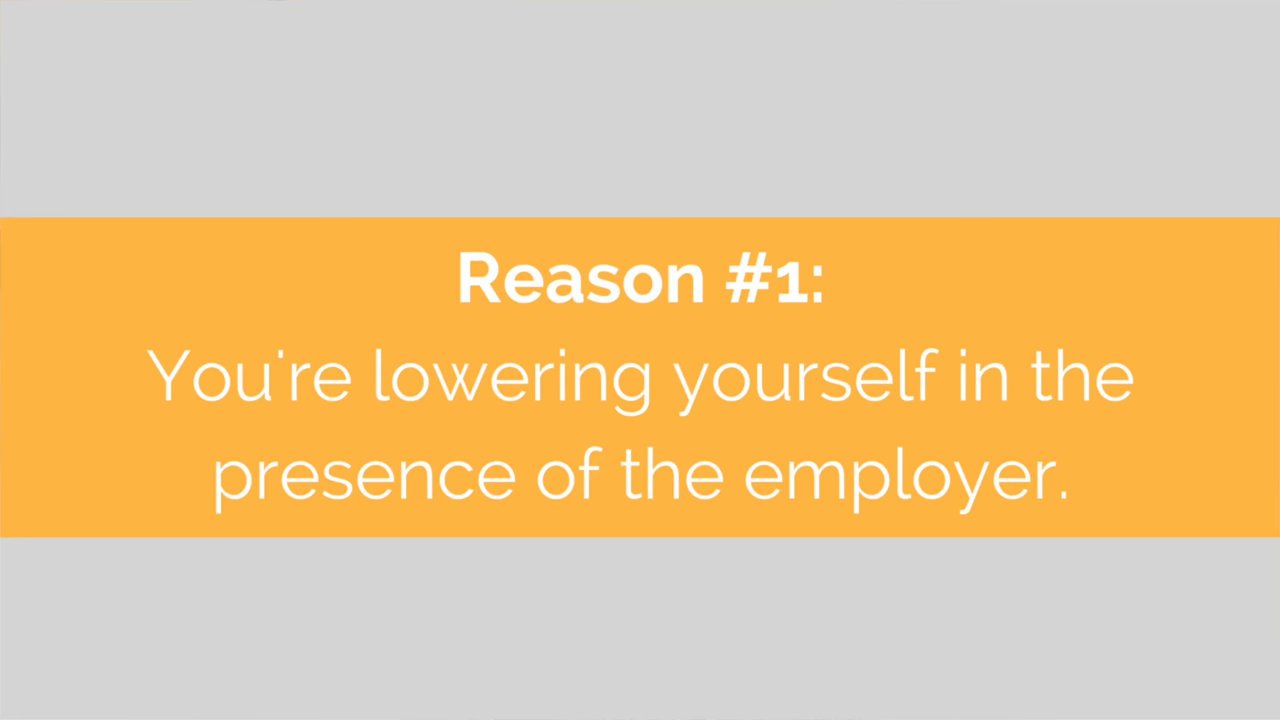 Reason #1:
You're lowering yourself in the
presence of the employer.